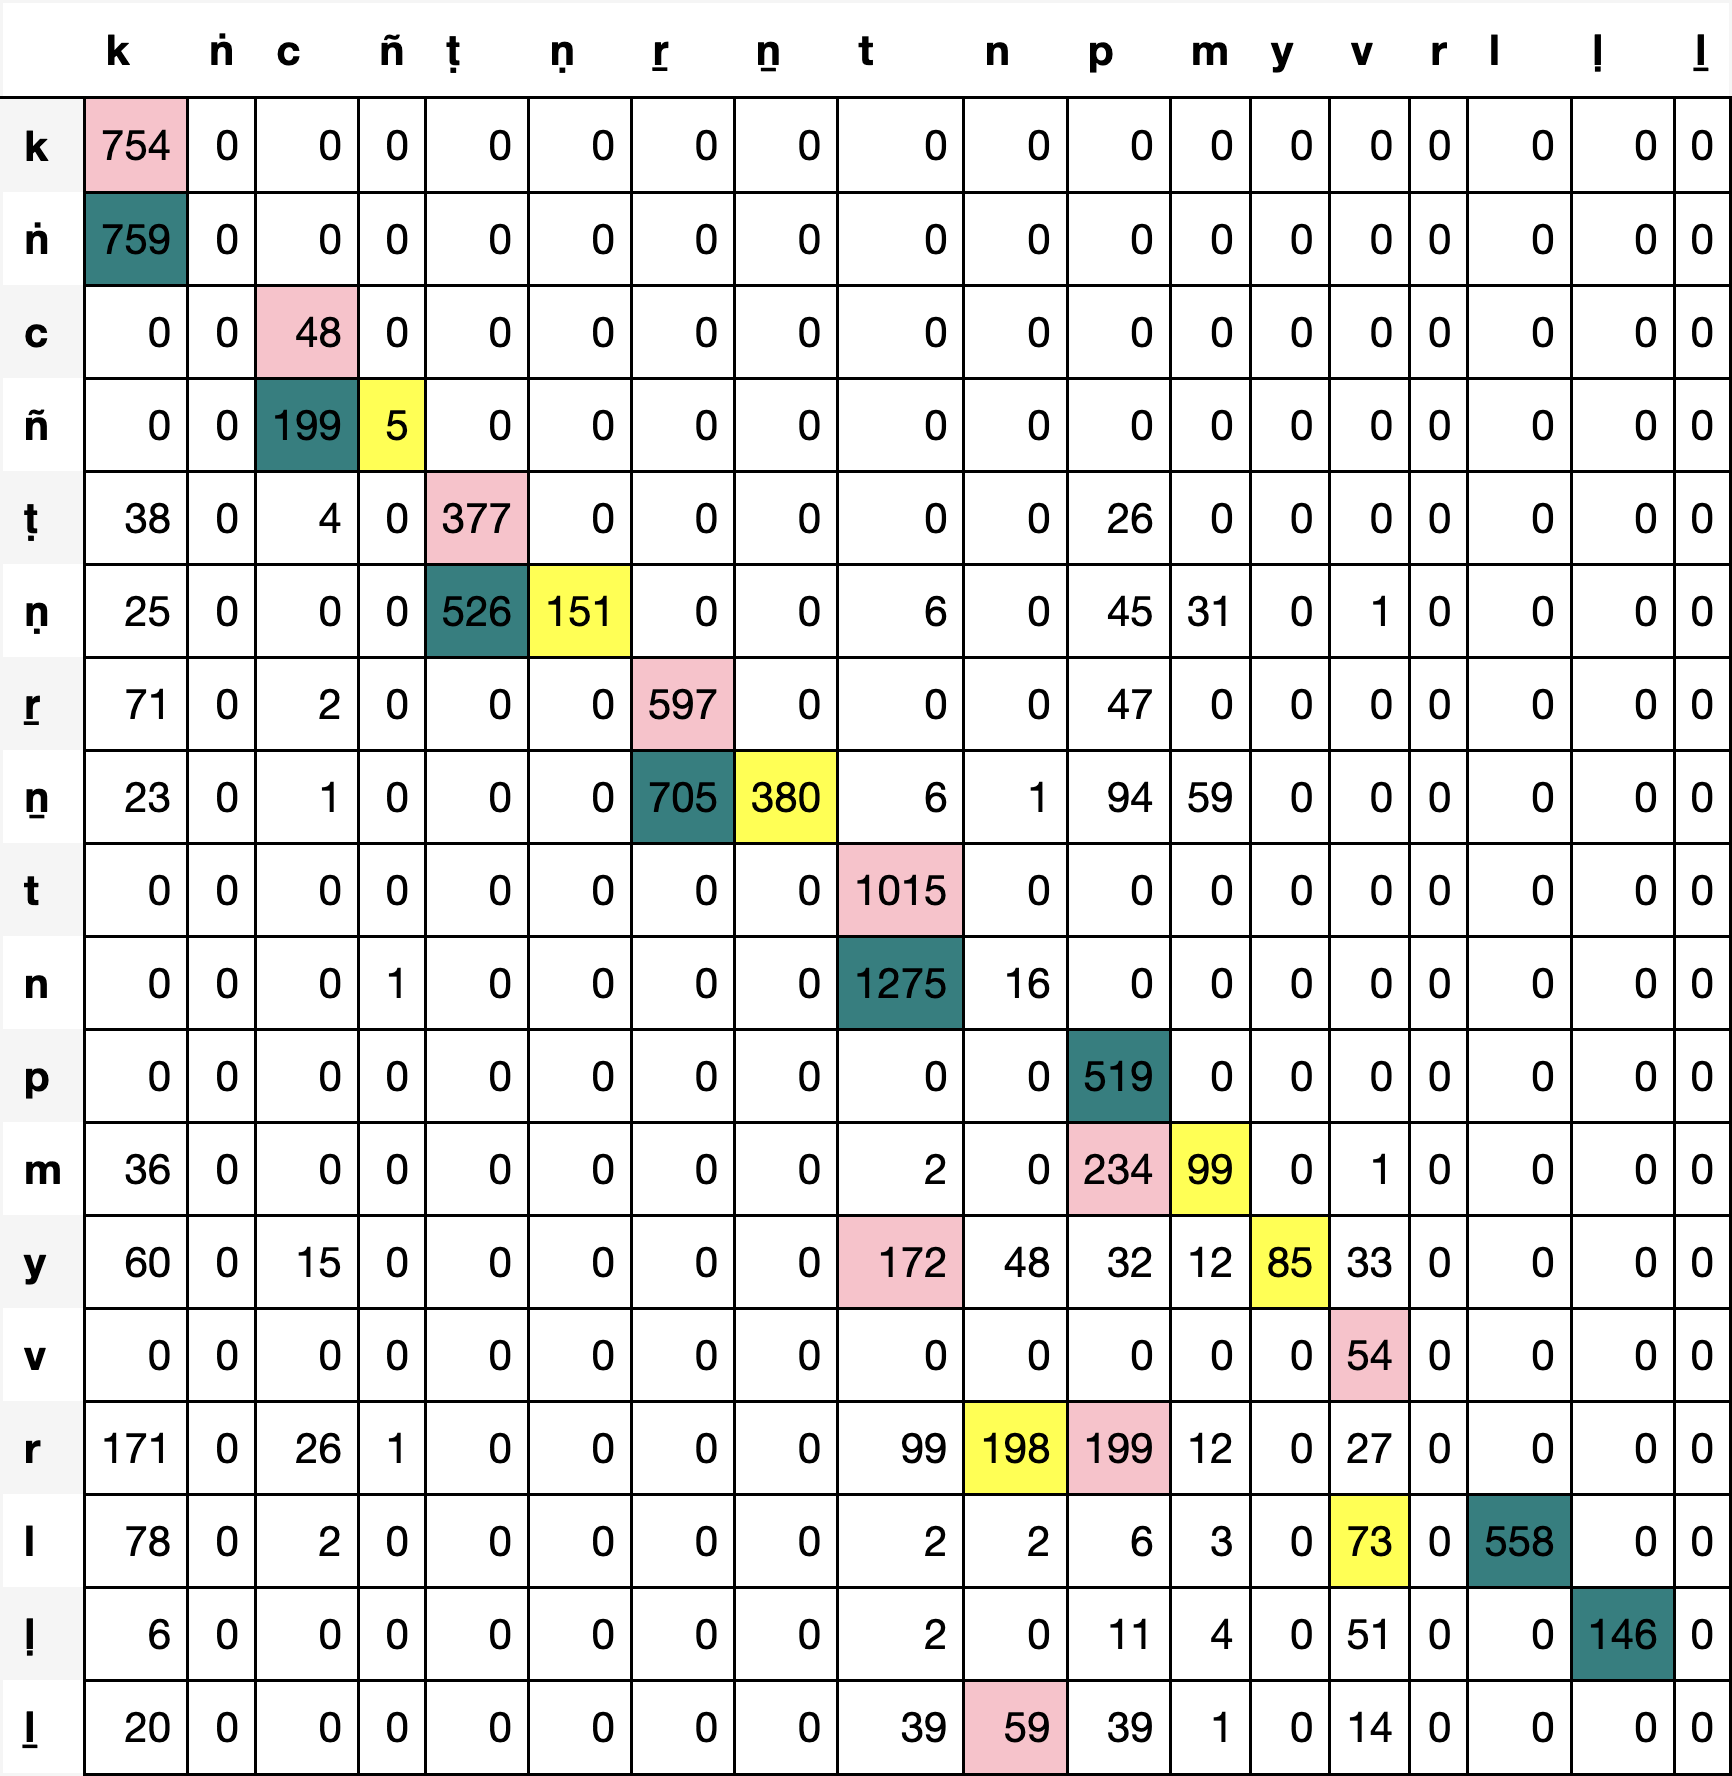 k ṅ c ñ ṭ ṇ ṟ ṉ t n p m y v r l ḷ ḻ
k 754 0 0 0 0 0 0 0 0 0 0 0 0 0 0 0 0 0
ṅ 759 0 0 0 0 0 0 0 0 0 0 0 0 0 0 0 0 0
c 0 0 48 0 0 0 0 0 0 0 0 0 0 0 0 0 0 0
ñ 0 0 199 5 0 0 0 0 0 0 0 0 0 0 0 0 0 0
ṭ 38 0 4 0 377 0 0 0 0 0 26 0 0 0 0 0 0 0
ṇ 25 0 0 0 526 151 0 0 6 0 45 31 0 1 0 0 0 0
ṟ 71 0 2 0 0 0 597 0 0 0 47 0 0 0 0 0 0 0
ṉ 23 0 1 0 0 0 705 380 6 1 94 59 0 0 0 0 0 0
t 0 0 0 0 0 0 0 0 1015 0 0 0 0 0 0 0 0 0
n 0 0 0 1 0 0 0 0 1275 16 0 0 0 0 0 0 0 0
p 0 0 0 0 0 0 0 0 0 0 519 0 0 0 0 0 0 0
m 36 0 0 0 0 0 0 0 2 0 234 99 0 1 0 0 0 0
y 60 0 15 0 0 0 0 0 172 48 32 12 85 33 0 0 0 0
v 0 0 0 0 0 0 0 0 0 0 0 0 0 54 0 0 0 0
r 171 0 26 1 0 0 0 0 99 198 199 12 0 27 0 0 0 0
l 78 0 2 0 0 0 0 0 2 2 6 3 0 73 0 558 0 0
ḷ 6 0 0 0 0 0 0 0 2 0 11 4 0 51 0 0 146 0
ḻ 20 0 0 0 0 0 0 0 39 59 39 1 0 14 0 0 0 0